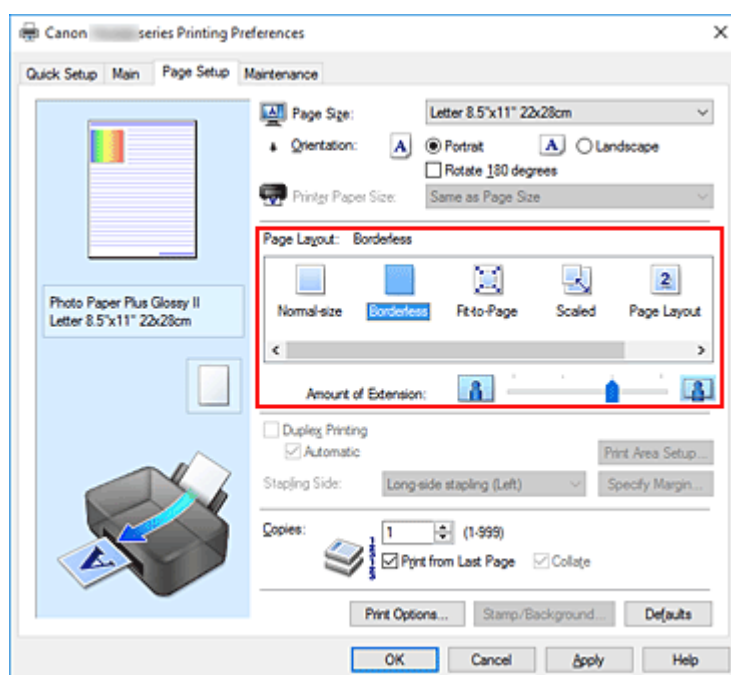 Canon series Printing Preferences
Quick Setup Main Page Setup Maintenance
Page Size: Letter 8.5"x11" 22x28cm
Orientation: A Portrait A Landscape
Rotate 180 degrees
Printer Paper Size: Same as Page Size
Page Layout: Borderless
2
Normal-size Borderless Fit-to-Page Scaled Page Layout
Amount of Extension:
Photo Paper Plus Glossy II
Letter 8.5"x11" 22x28cm
Duplex Printing
Automatic
Print Area Setup...
Stapling Side: Long-side stapling (Left) Specify Margin...
Copies: 1 (1-999)
Print from Last Page Collate
A
Print Options... Stamp/Background... Defaults
OK Cancel Apply Help